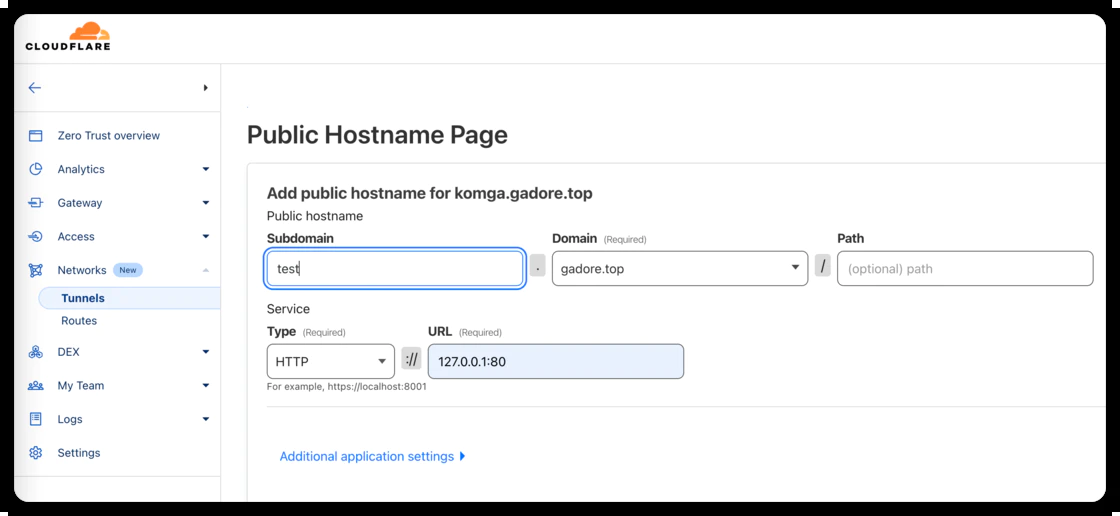 CLOUDFLARE
Zero Trust overview
Analytics
Gateway
Access
Networks New
Tunnels
Routes
DEX
My Team
Logs
Settings
Public Hostname Page
Add public hostname for komga.gadore.top
Public hostname
Subdomain Domain (Required) Path
test . gadore.top / (optional) path
Service
Type (Required) URL (Required)
HTTP :// 127.0.0.1:80
For example, https://localhost:8001
Additional application settings